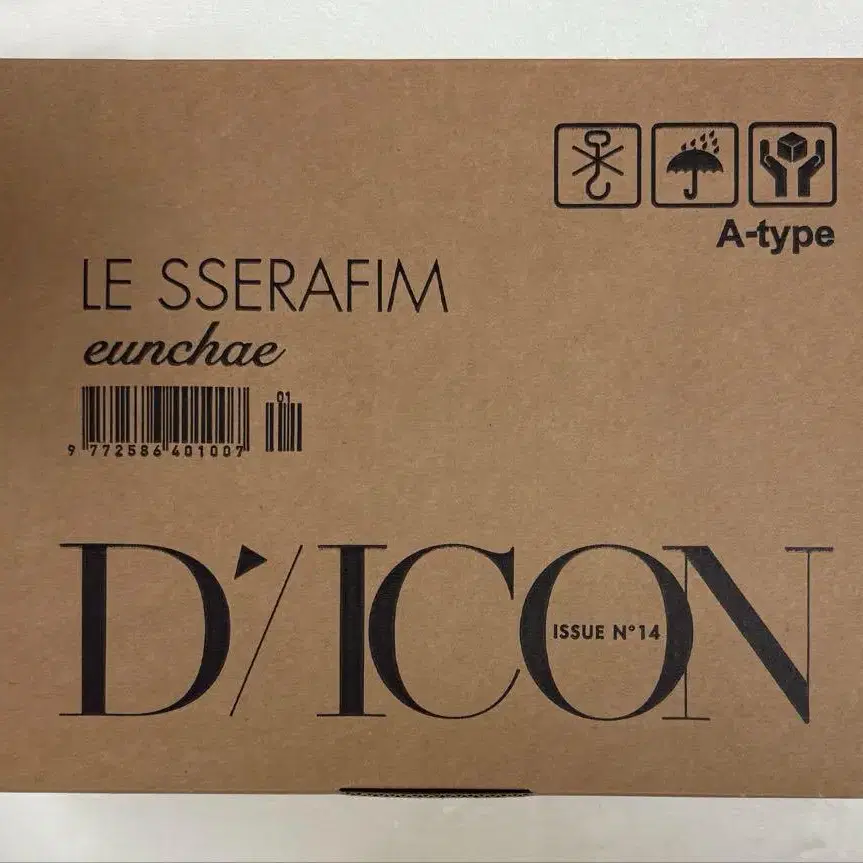 A-type
LE SSERAFIM
eunchae
01
9 772586 401007
D'/ICON
ISSUE N°14